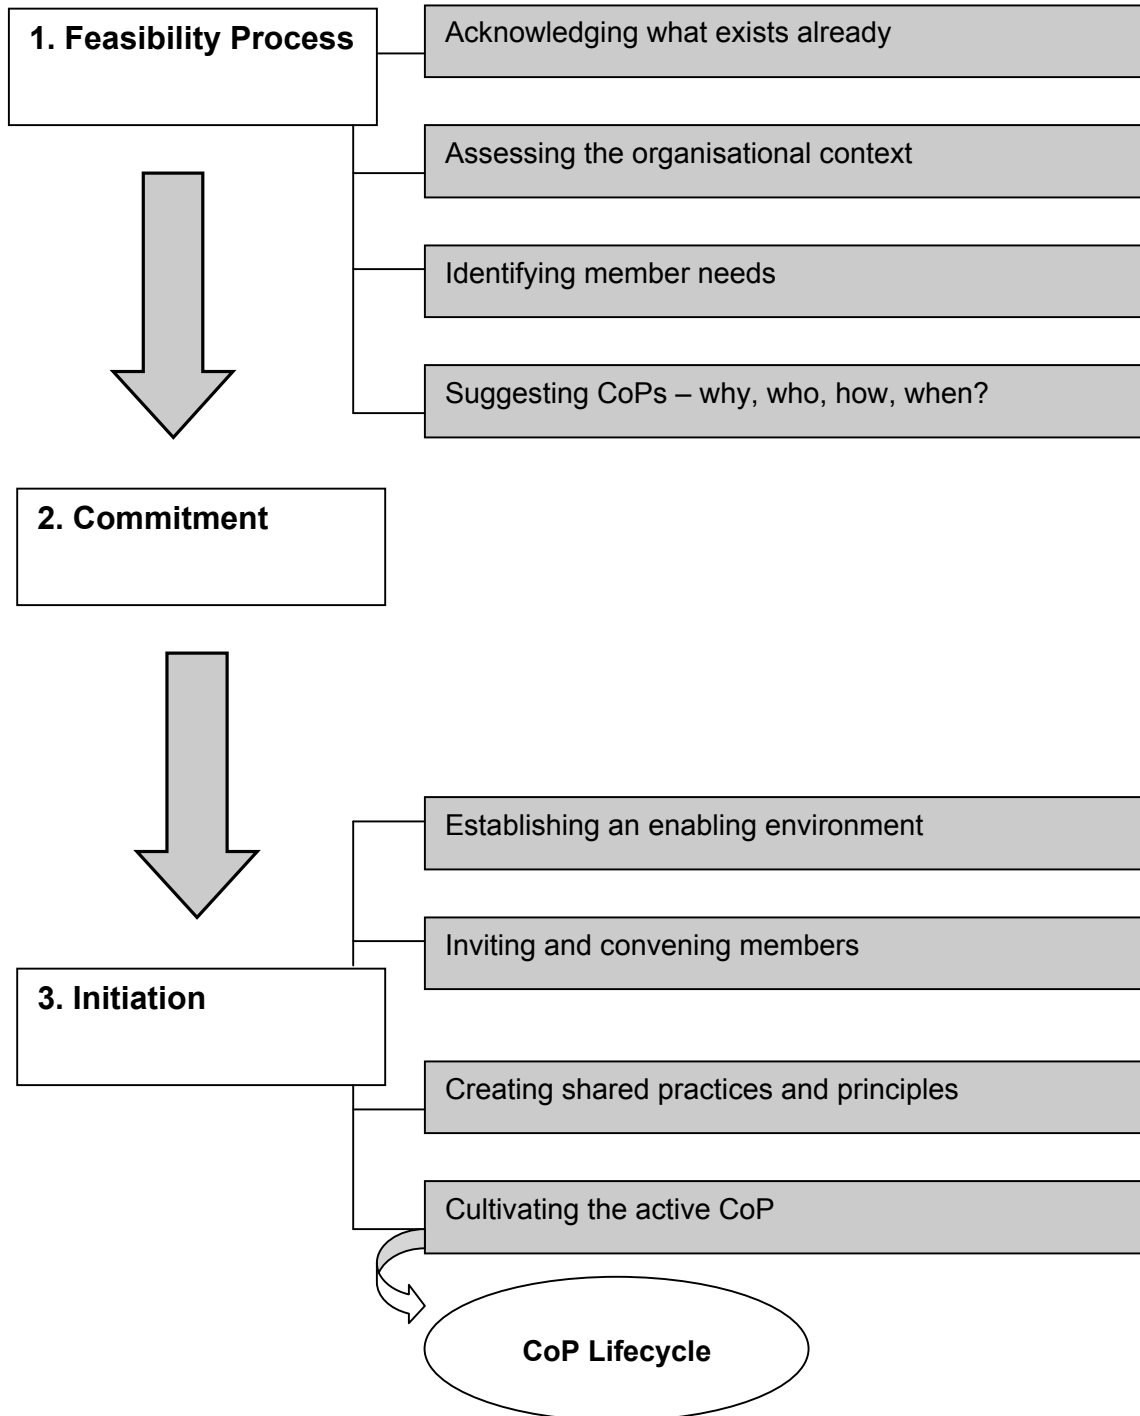 1. Feasibility Process
Acknowledging what exists already
Assessing the organisational context
Identifying member needs
Suggesting CoPs – why, who, how, when?
2. Commitment
Establishing an enabling environment
Inviting and convening members
3. Initiation
Creating shared practices and principles
Cultivating the active CoP
CoP Lifecycle